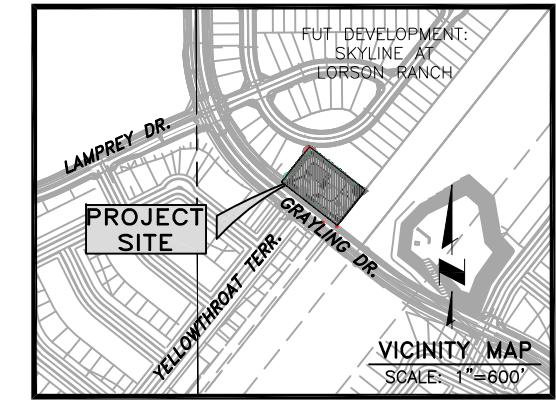 FUT DEVELOPMENT:
SKYLINE AT
LORSON RANCH
LAMPREY DR.
PROJECT
SITE
GRAYLING DR.
YELLOWTHROAT TERR.
N
VICINITY MAP
SCALE: 1"=600'